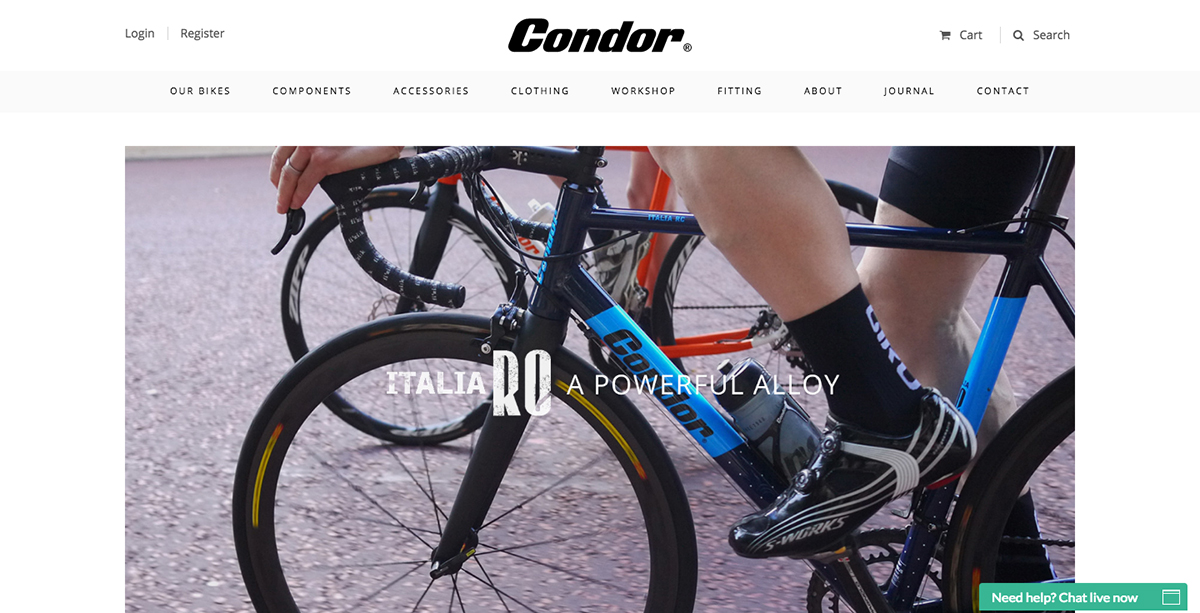 Login
Register
Condor®
Cart
Search
OUR BIKES
COMPONENTS
ACCESSORIES
CLOTHING
WORKSHOP
FITTING
ABOUT
JOURNAL
CONTACT
ITALIA RC
Condor
ITALIA RC A POWERFUL ALLOY
Condor
S-WORKS
Need help? Chat live now